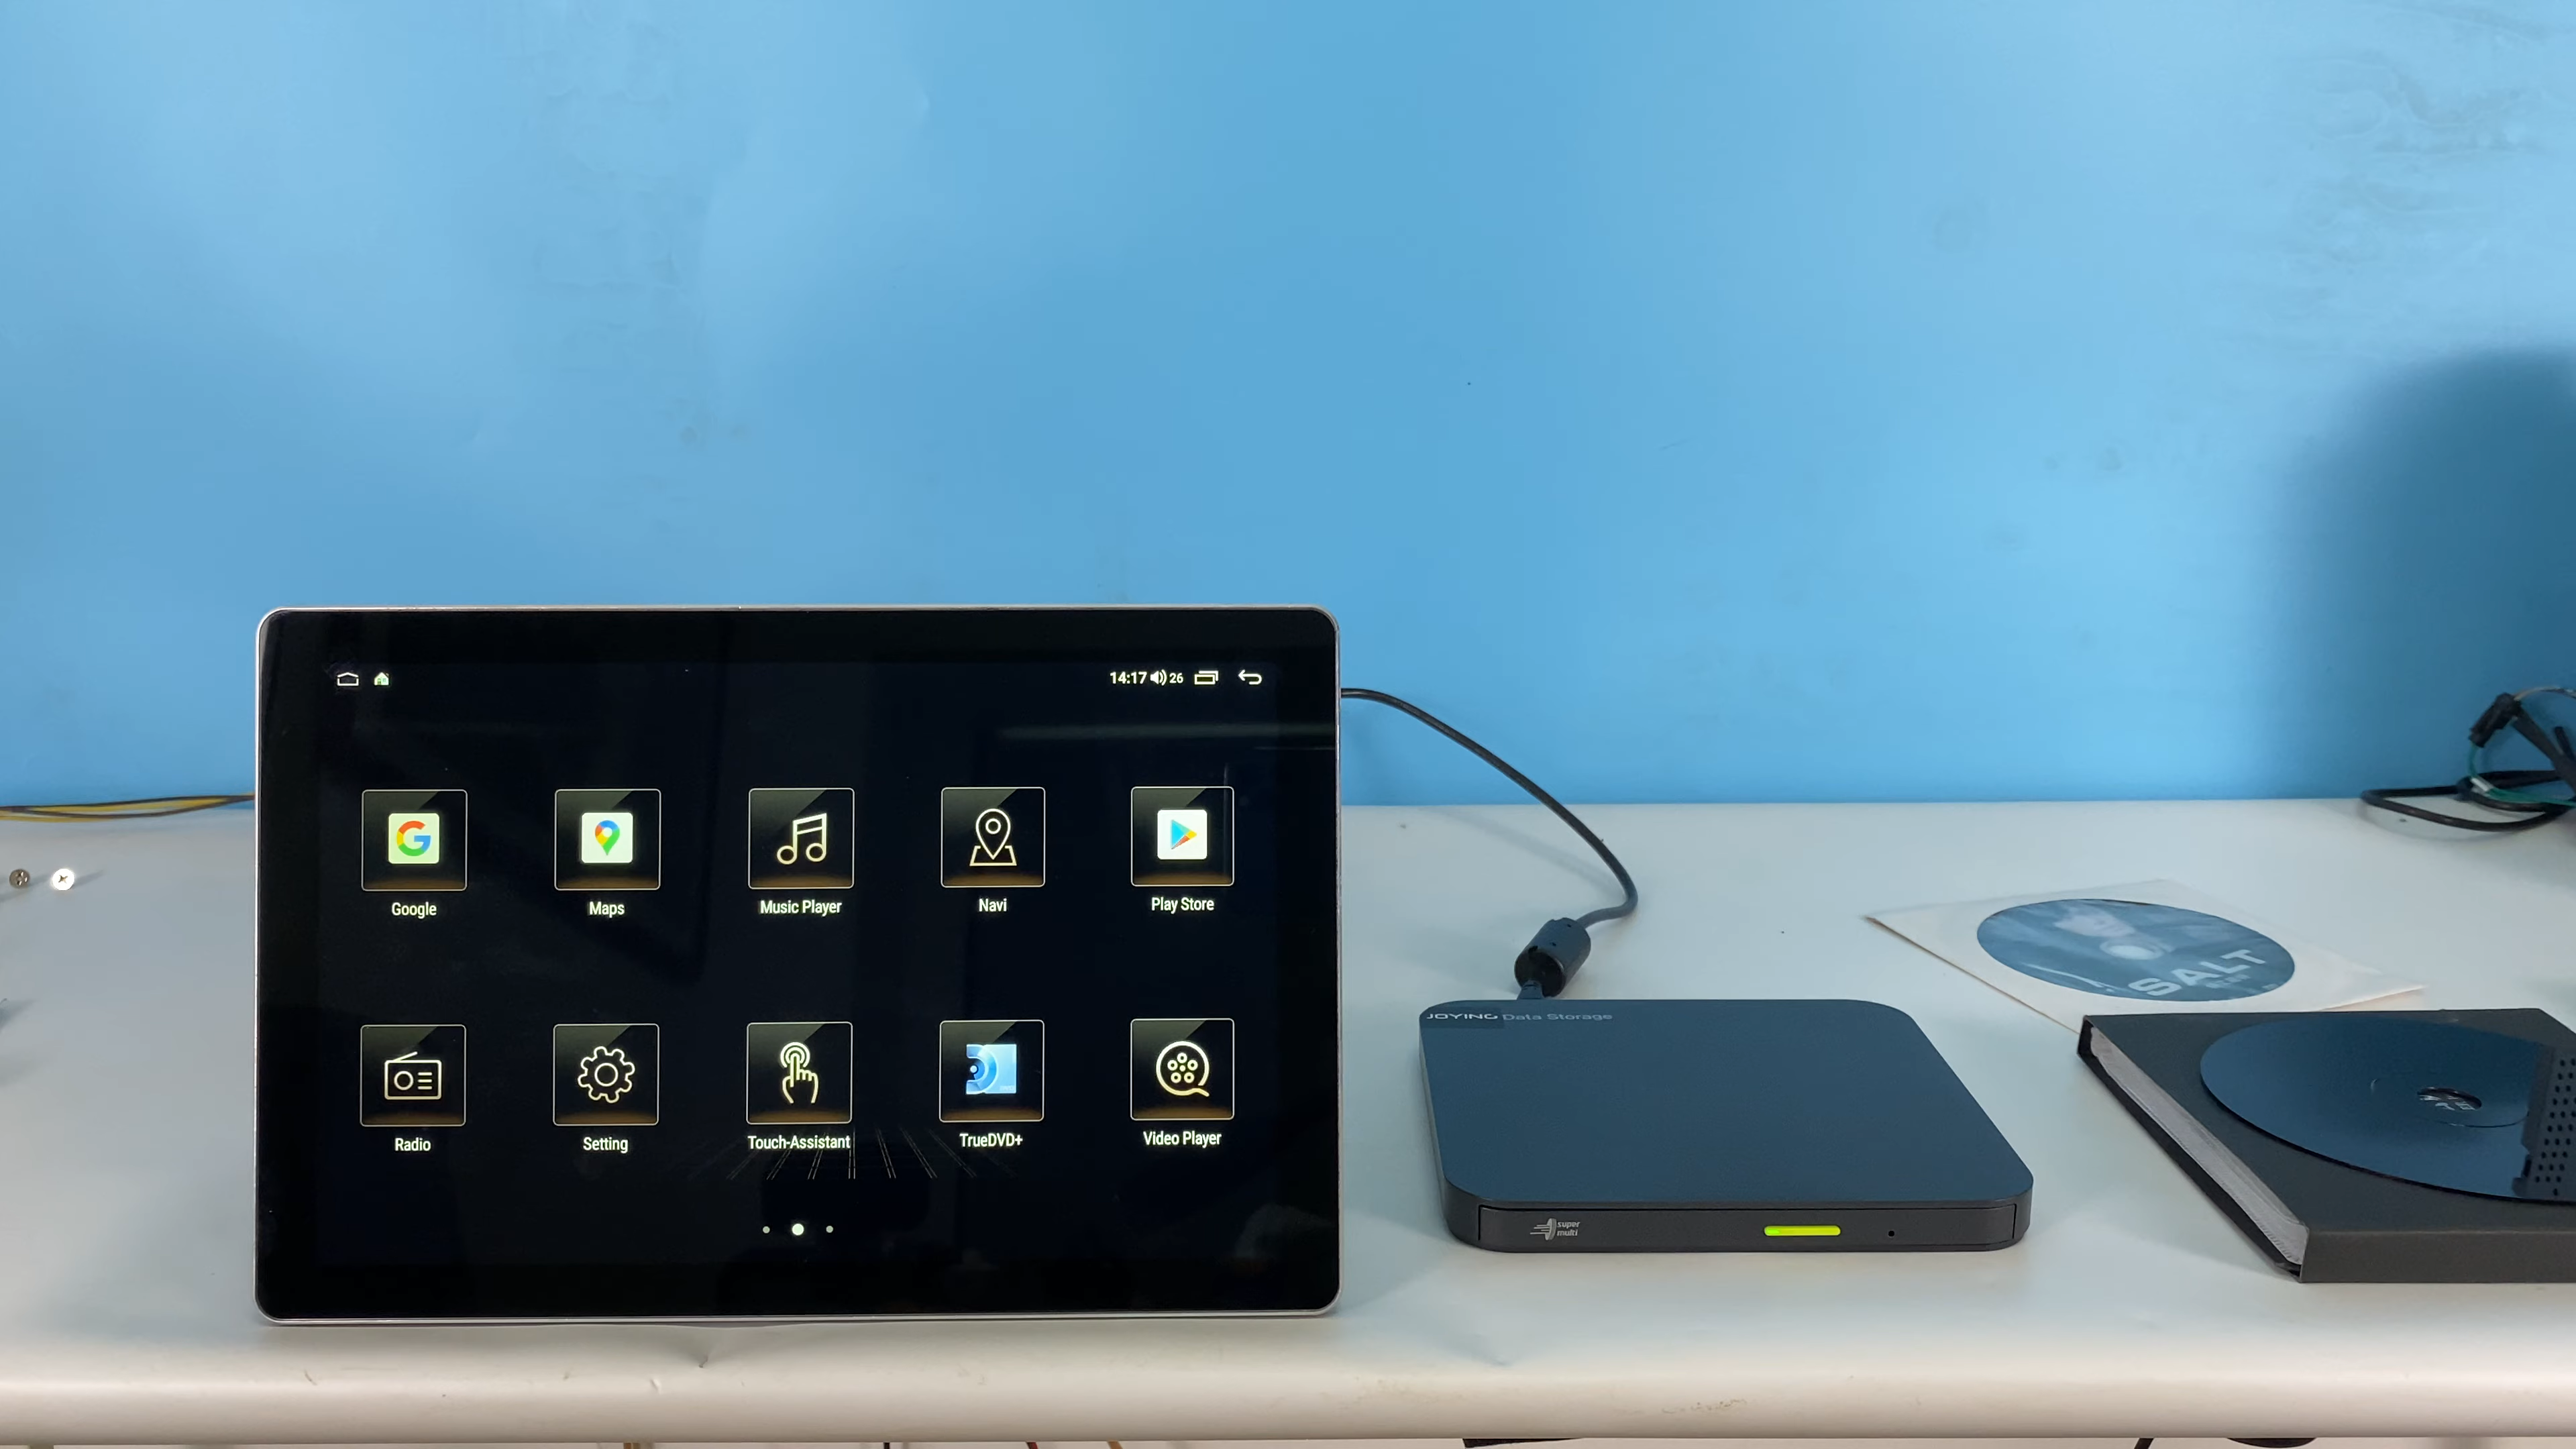 14:17 26
Google
Maps
Music Player
Navi
Play Store
Radio
Setting
Touch-Assistant
TrueDVD+
Video Player
JOYING Data Storage
super
multi
SALT